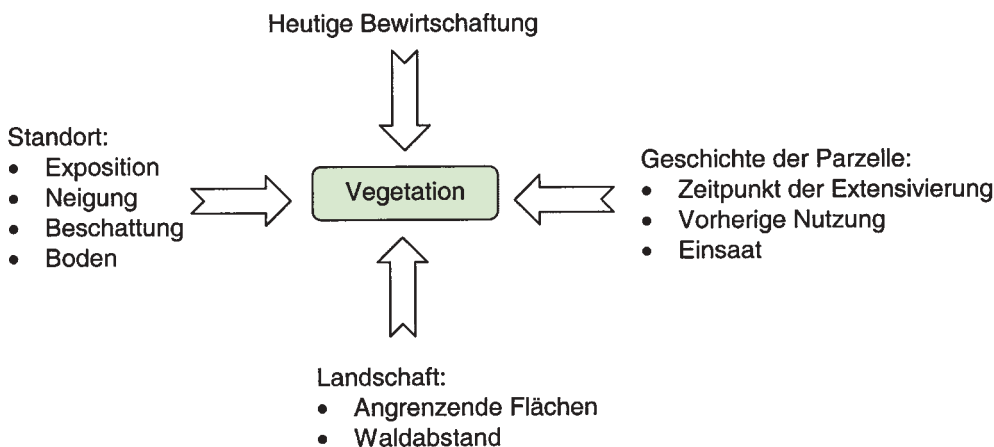 Heutige Bewirtschaftung
Standort:
• Exposition
• Neigung
• Beschattung
• Boden
Vegetation
Geschichte der Parzelle:
• Zeitpunkt der Extensivierung
• Vorherige Nutzung
• Einsaat
Landschaft:
• Angrenzende Flächen
• Waldabstand